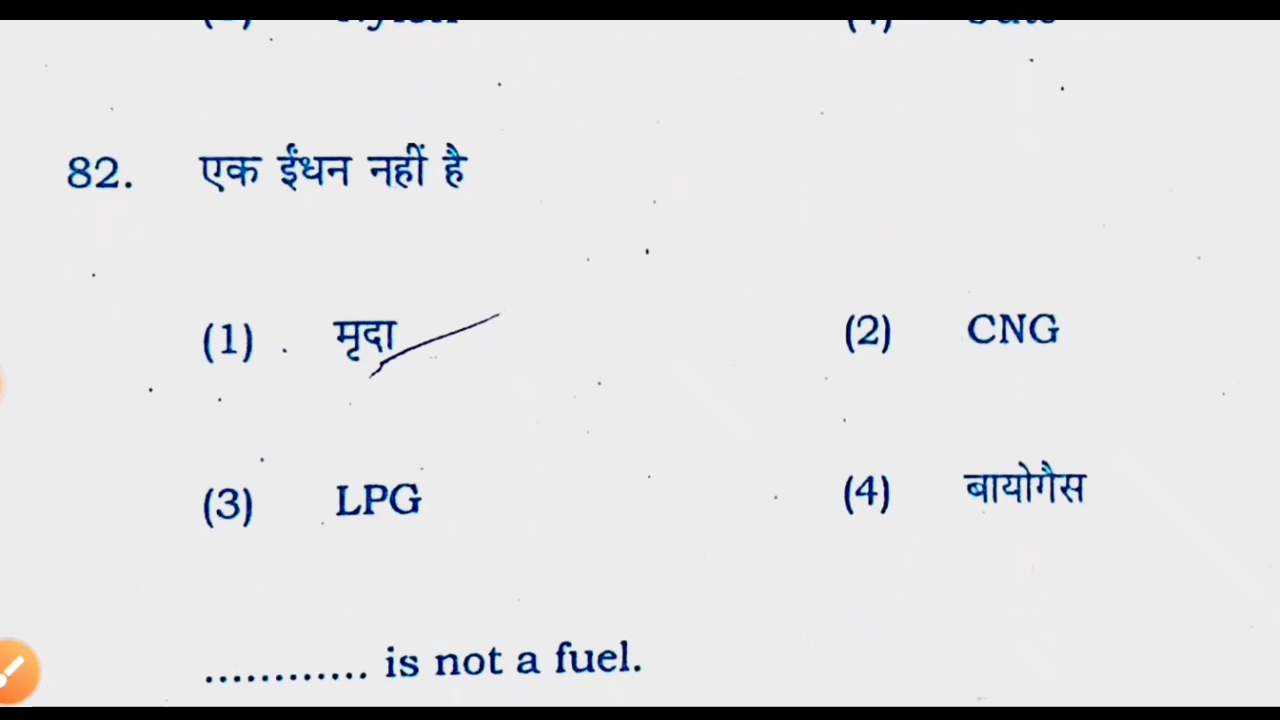 82. एक ईंधन नहीं है
(1) मृदा (2) CNG
(3) LPG (4) बायोगैस
............ is not a fuel.